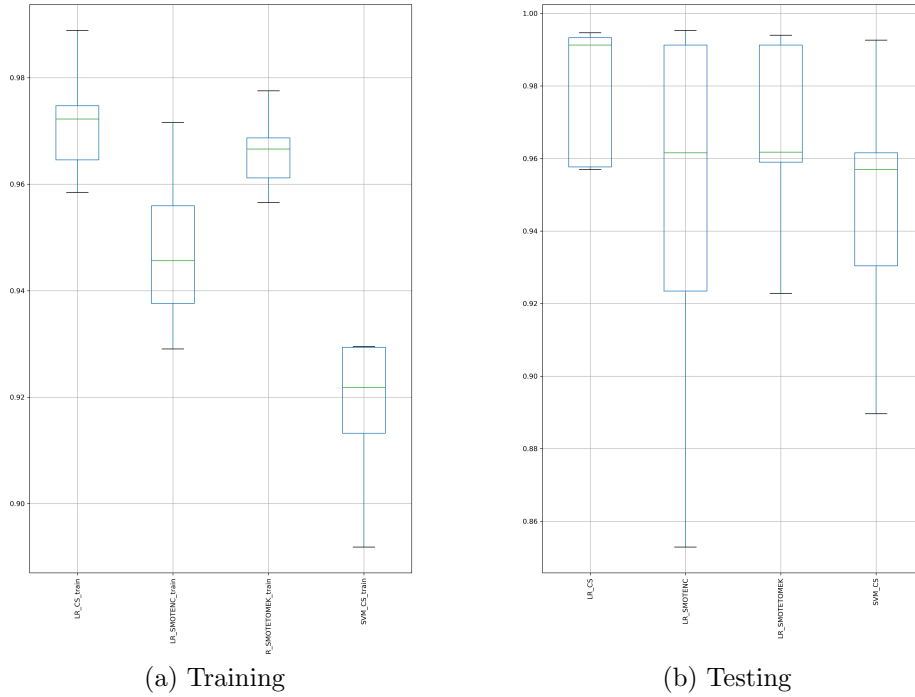 0.98
0.96
0.94
0.92
0.90
LR_CS_train
LR_SMOTENC_train
R_SMOTETOMEK_train
SVM_CS_train
(a) Training
1.00
0.98
0.96
0.94
0.92
0.90
0.88
0.86
LR_CS
LR_SMOTENC
LR_SMOTETOMEK
SVM_CS
(b) Testing